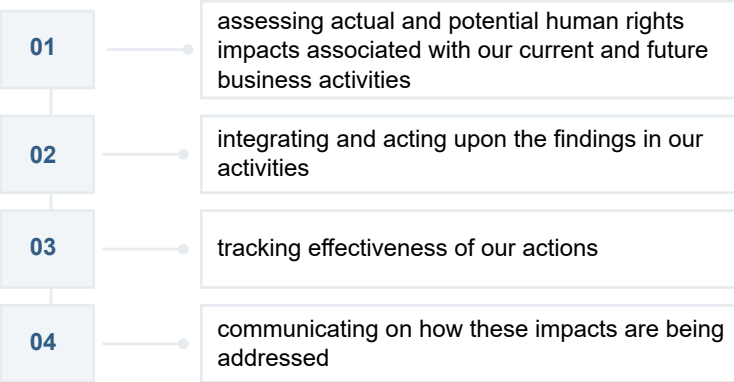 01
assessing actual and potential human rights
impacts associated with our current and future
business activities
02
integrating and acting upon the findings in our
activities
03
tracking effectiveness of our actions
04
communicating on how these impacts are being
addressed